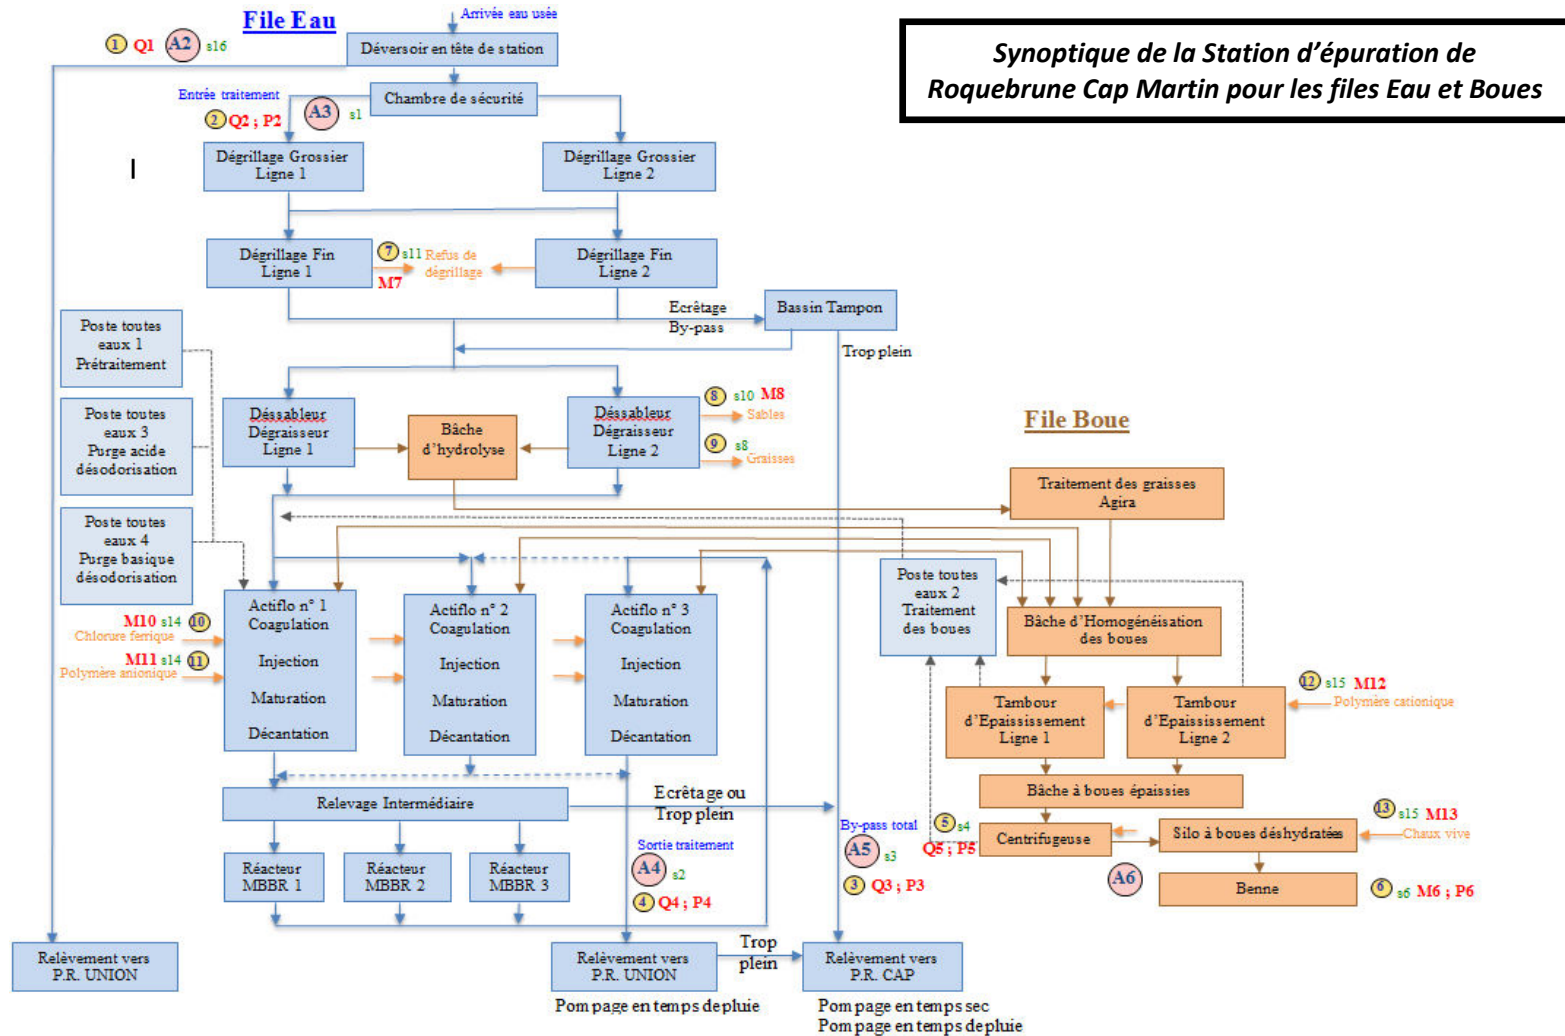 File Eau
Arrivée eau usée
Synoptique de la Station d'épuration de
Roquebrune Cap Martin pour les files Eau et Boues
1 Q1 A2 s16
Déversoir en tête de station
Entrée traitement
2 Q2 ; P2 A3 s1
Chambre de sécurité
Dégrillage Grossier
Ligne 1
Dégrillage Grossier
Ligne 2
Dégrillage Fin
Ligne 1
7 s11 Refus de
dégrillage
M7
Dégrillage Fin
Ligne 2
Ecrêtage
By-pass
Bassin Tampon
Trop plein
Poste toutes
eaux 1
Prétraitement
Poste toutes
eaux 3
Purge acide
désodorisation
Poste toutes
eaux 4
Purge basique
désodorisation
Déssableur
Dégraisseur
Ligne 1
Bâche
d'hydrolyse
Déssableur
Dégraisseur
Ligne 2
8 s10 M8
Sables
9 s8
Graisses
File Boue
Traitement des graisses
Agira
Poste toutes
eaux 2
Traitement
des boues
Bâche d'Homogénéisation
des boues
M10 s14 10
Chlorure ferrique
M11 s14 11
Polymère anionique
Actiflo n° 1
Coagulation
Injection
Maturation
Décantation
Actiflo n° 2
Coagulation
Injection
Maturation
Décantation
Actiflo n° 3
Coagulation
Injection
Maturation
Décantation
Tambour
d'Epaississement
Ligne 1
Tambour
d'Epaississement
Ligne 2
12 s15 M12
Polymère cationique
Bâche à boues épaissies
Relevage Intermédiaire
Ecrêtage ou
Trop plein
By-pass total
A5 s3
3 Q3 ; P3
5 s4
Q5 ; P5
Centrifugeuse
Silo à boues déshydratées
13 s15 M13
Chaux vive
A6
Benne
6 s6 M6 ; P6
Réacteur
MBBR 1
Réacteur
MBBR 2
Réacteur
MBBR 3
Sortie traitement
A4 s2
4 Q4 ; P4
Relèvement vers
P.R. UNION
Relèvement vers
P.R. UNION
Trop
plein
Relèvement vers
P.R. CAP
Pompage en temps de pluie
Pompage en temps sec
Pompage en temps de pluie